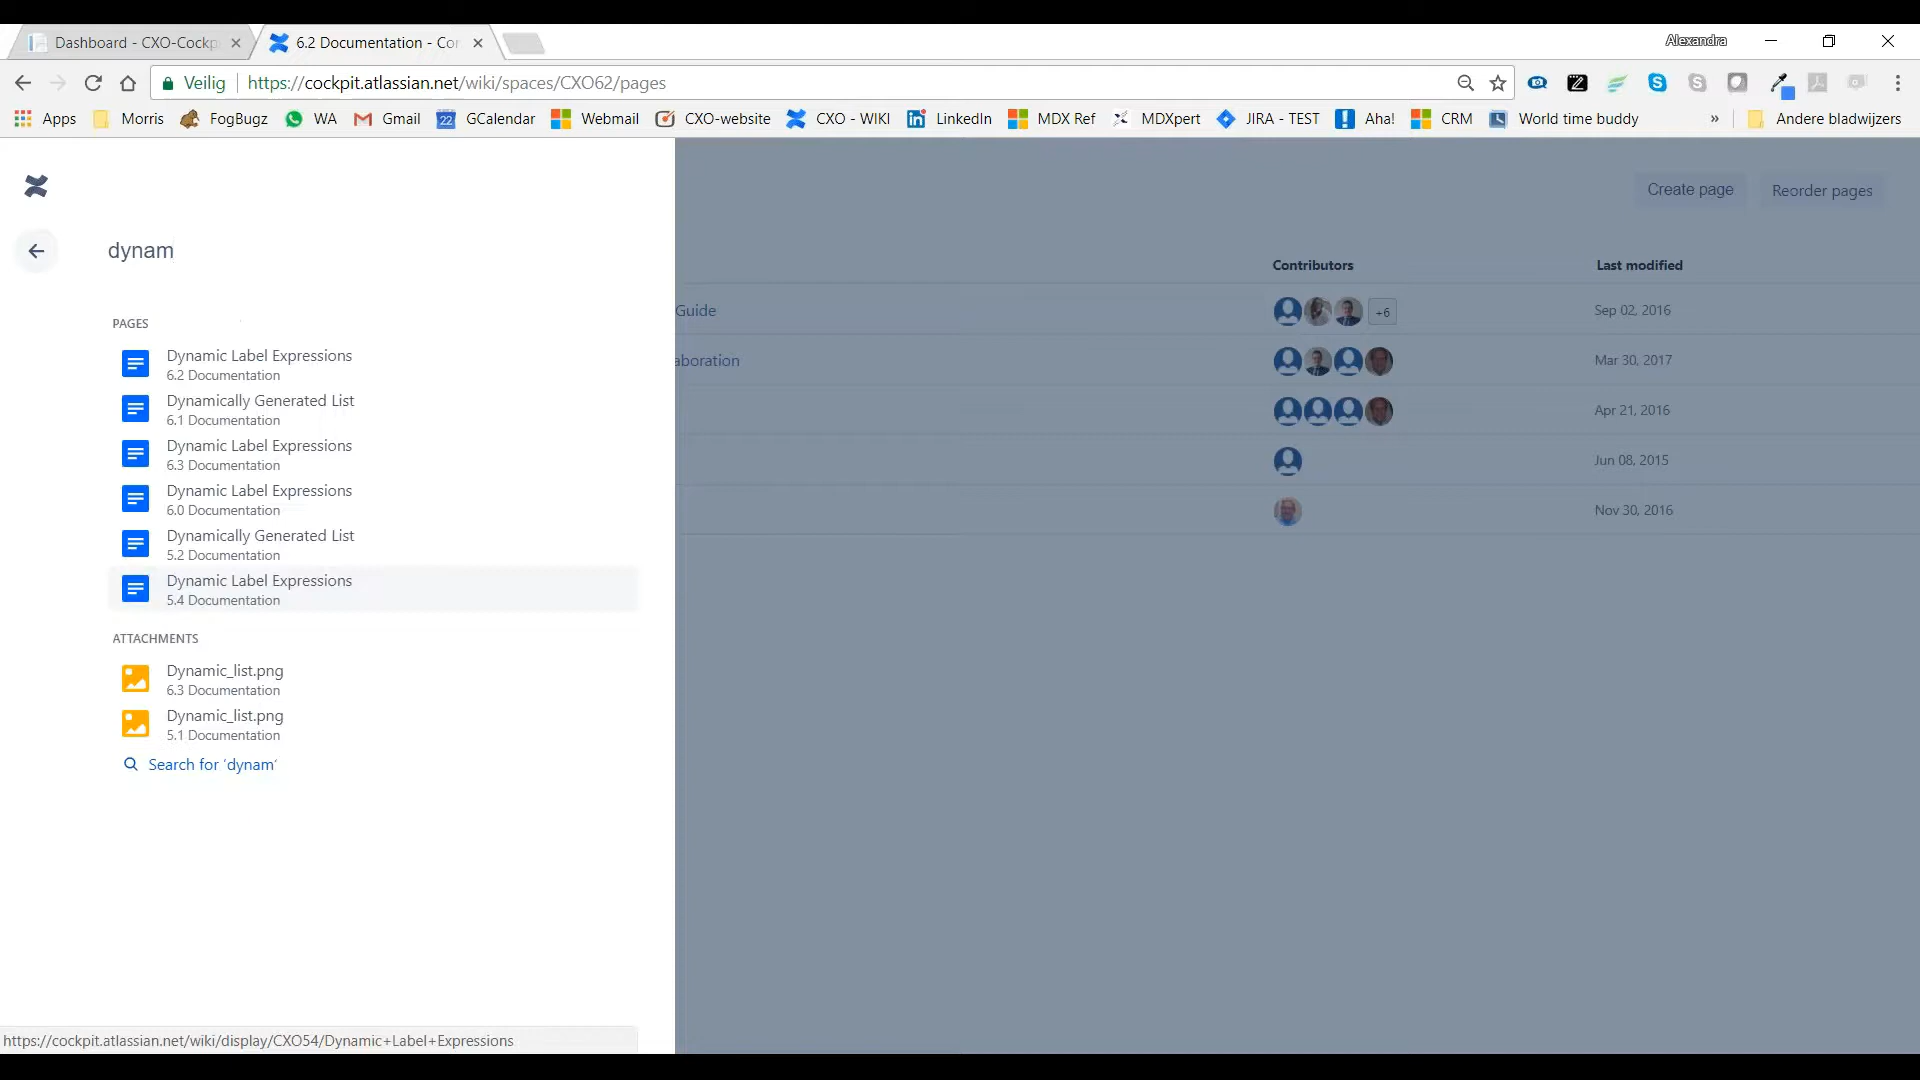 Dashboard - CXO-Cockp
6.2 Documentation - Con
Alexandra
Veilig
https://cockpit.atlassian.net/wiki/spaces/CXO62/pages
Apps
Morris
FogBugz
WA
Gmail
22
GCalendar
Webmail
CXO-website
CXO - WIKI
LinkedIn
MDX Ref
MDXpert
JIRA - TEST
Aha!
CRM
World time buddy
»
Andere bladwijzers
Create page
Reorder pages
dynam
Contributors
Last modified
PAGES
Guide
+6
Sep 02, 2016
Dynamic Label Expressions
6.2 Documentation
aboration
Mar 30, 2017
Dynamically Generated List
6.1 Documentation
Apr 21, 2016
Dynamic Label Expressions
6.3 Documentation
Jun 08, 2015
Dynamic Label Expressions
6.0 Documentation
Nov 30, 2016
Dynamically Generated List
5.2 Documentation
Dynamic Label Expressions
5.4 Documentation
ATTACHMENTS
Dynamic_list.png
6.3 Documentation
Dynamic_list.png
5.1 Documentation
Search for 'dynam'
https://cockpit.atlassian.net/wiki/display/CXO54/Dynamic+Label+Expressions